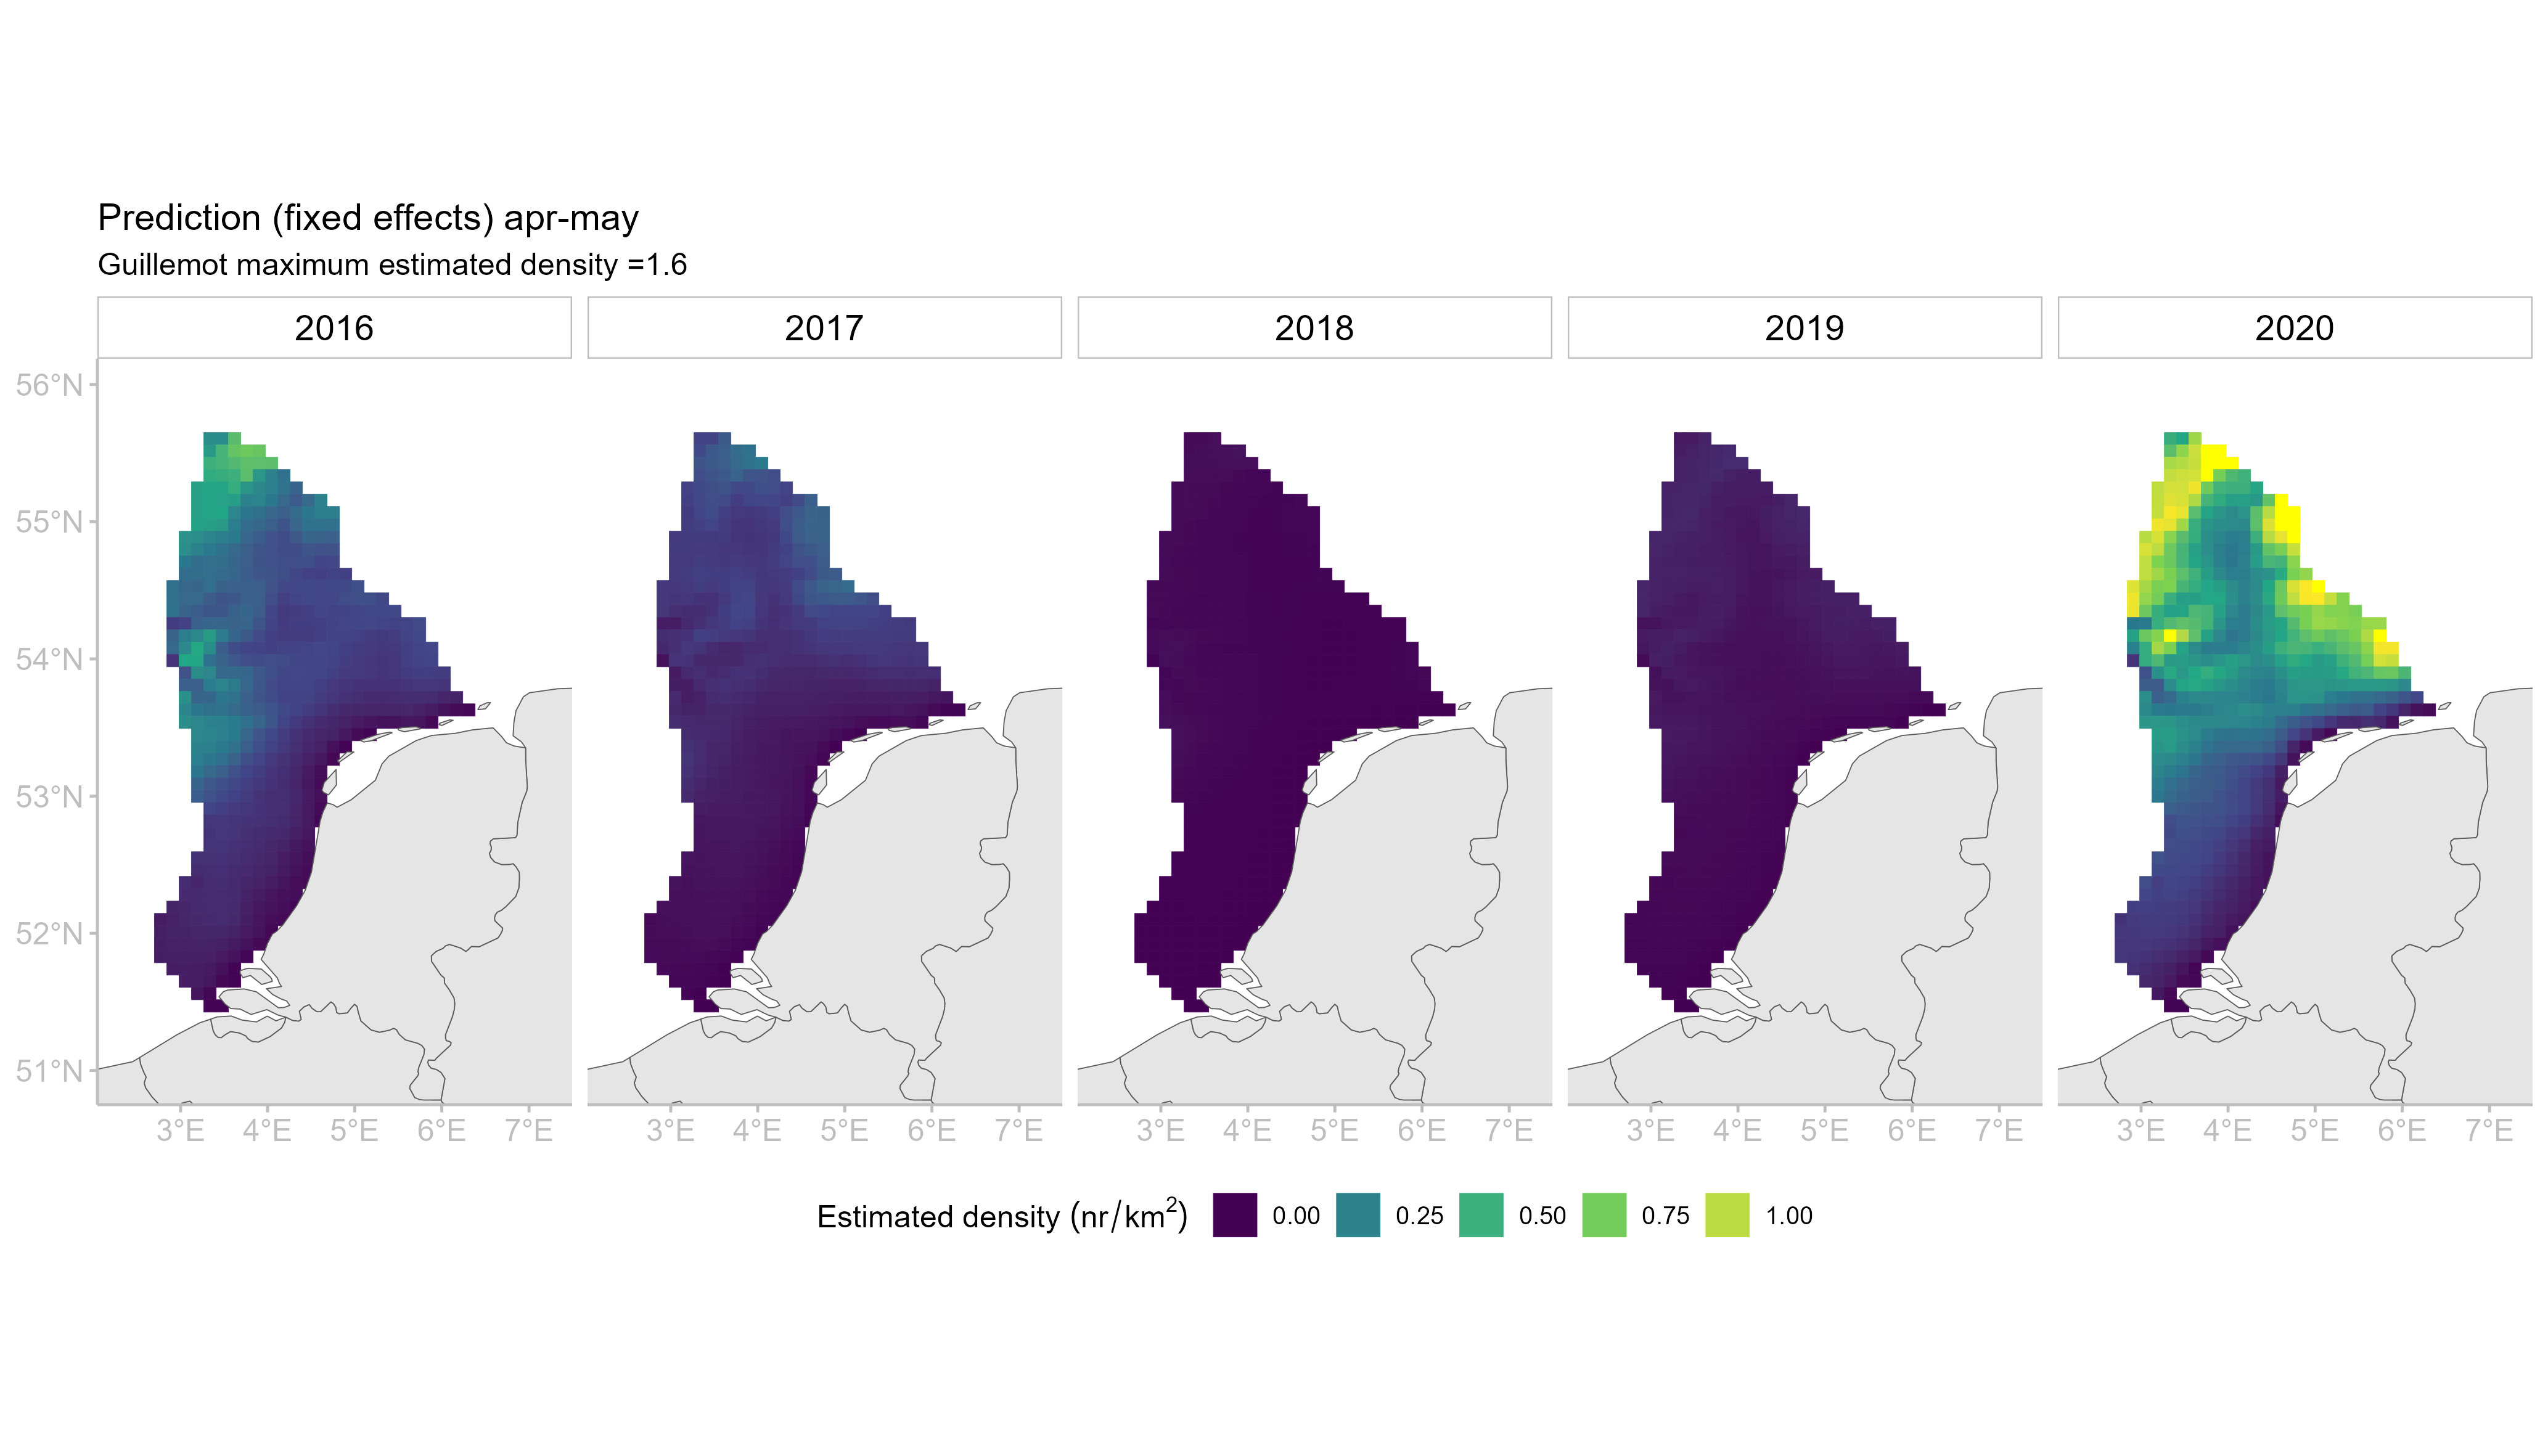 Prediction (fixed effects) apr-may
Guillemot maximum estimated density =1.6
2016 2017 2018 2019 2020
56°N
55°N
54°N
53°N
52°N
51°N
3°E 4°E 5°E 6°E 7°E 3°E 4°E 5°E 6°E 7°E 3°E 4°E 5°E 6°E 7°E 3°E 4°E 5°E 6°E 7°E 3°E 4°E 5°E 6°E 7°E
Estimated density (nr/km²) 0.00 0.25 0.50 0.75 1.00